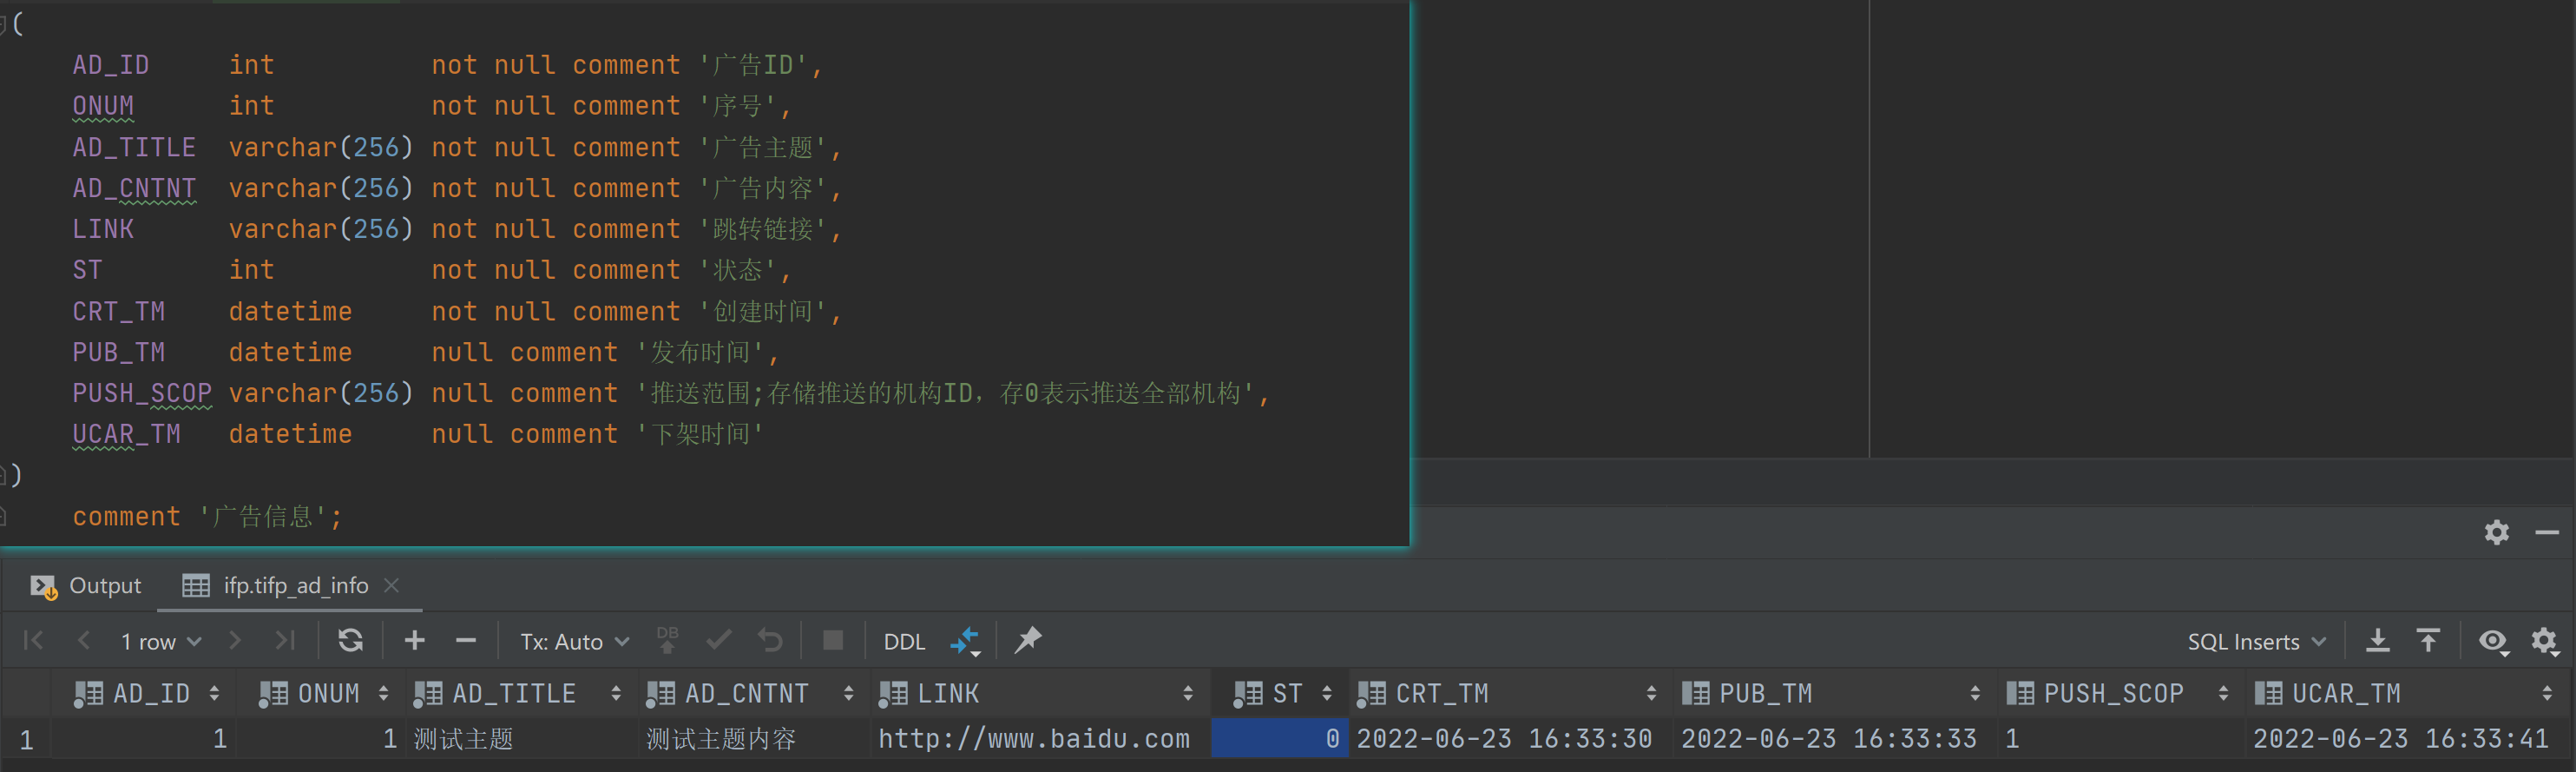 (
AD_ID int not null comment '广告ID',
ONUM int not null comment '序号',
AD_TITLE varchar(256) not null comment '广告主题',
AD_CNTNT varchar(256) not null comment '广告内容',
LINK varchar(256) not null comment '跳转链接',
ST int not null comment '状态',
CRT_TM datetime not null comment '创建时间',
PUB_TM datetime null comment '发布时间',
PUSH_SCOP varchar(256) null comment '推送范围;存储推送的机构ID，存0表示推送全部机构',
UCAR_TM datetime null comment '下架时间'
)
comment '广告信息';
Output ifp.tifp_ad_info
1 row Tx: Auto DB DDL SQL Inserts
AD_ID ONUM AD_TITLE AD_CNTNT LINK ST CRT_TM PUB_TM PUSH_SCOP UCAR_TM
1 1 1 测试主题 测试主题内容 http://www.baidu.com 0 2022-06-23 16:33:30 2022-06-23 16:33:33 1 2022-06-23 16:33:41